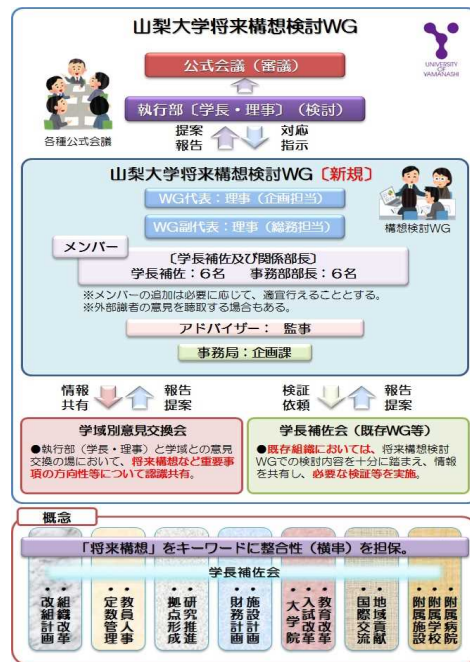 山梨大学将来構想検討WG
UNIVERSITY
OF
YAMANASHI
公式会議(審議)
各種公式会議
執行部〔学長・理事〕(検討)
提案
報告
対応
指示
山梨大学将来構想検討WG〔新規〕
WG代表:理事(企画担当)
WG副代表:理事(総務担当)
構想検討WG
メンバー
〔学長補佐及び関係部長〕
学長補佐:6名 事務部部長:6名
※メンバーの追加は必要に応じて、適宜行えることとする。
※外部識者の意見を聴取する場合もある。
アドバイザー: 監事
事務局:企画課
情報
共有
報告
提案
検証
依頼
報告
提案
学域別意見交換会
●執行部(学長・理事)と学域との意見
交換の場において、将来構想など重要事
項の方向性等について認識共有。
学長補佐会(既存WG等)
●既存組織においては、将来構想検討
WGでの検討内容を十分に踏まえ、情報
を共有し、必要な検証等を実施。
概念
「将来構想」をキーワードに整合性(横串)を担保。
学長補佐会
・組織改革
・改組計画
・教員人事
・定数管理
・研究推進
・拠点形成
・施設計画
・財務計画
・教育改革
・入試改革
・大学院
・地域貢献
・国際交流
・附属病院
・附属学校
・附属施設